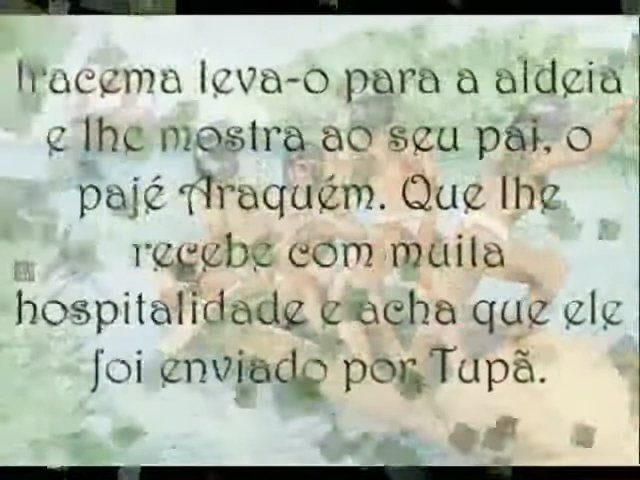 Iracema leva-o para a aldeia
e lhe mostra ao seu pai, o
pajé Araquém. Que lhe
recebe com muita
hospitalidade e acha que ele
foi enviado por Tupã.